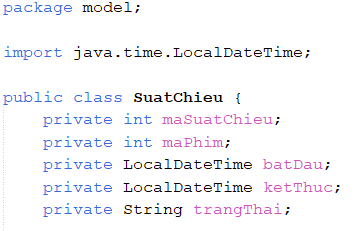 package model;
import java.time.LocalDateTime;
public class SuatChieu {
    private int maSuatChieu;
    private int maPhim;
    private LocalDateTime batDau;
    private LocalDateTime ketThuc;
    private String trangThai;